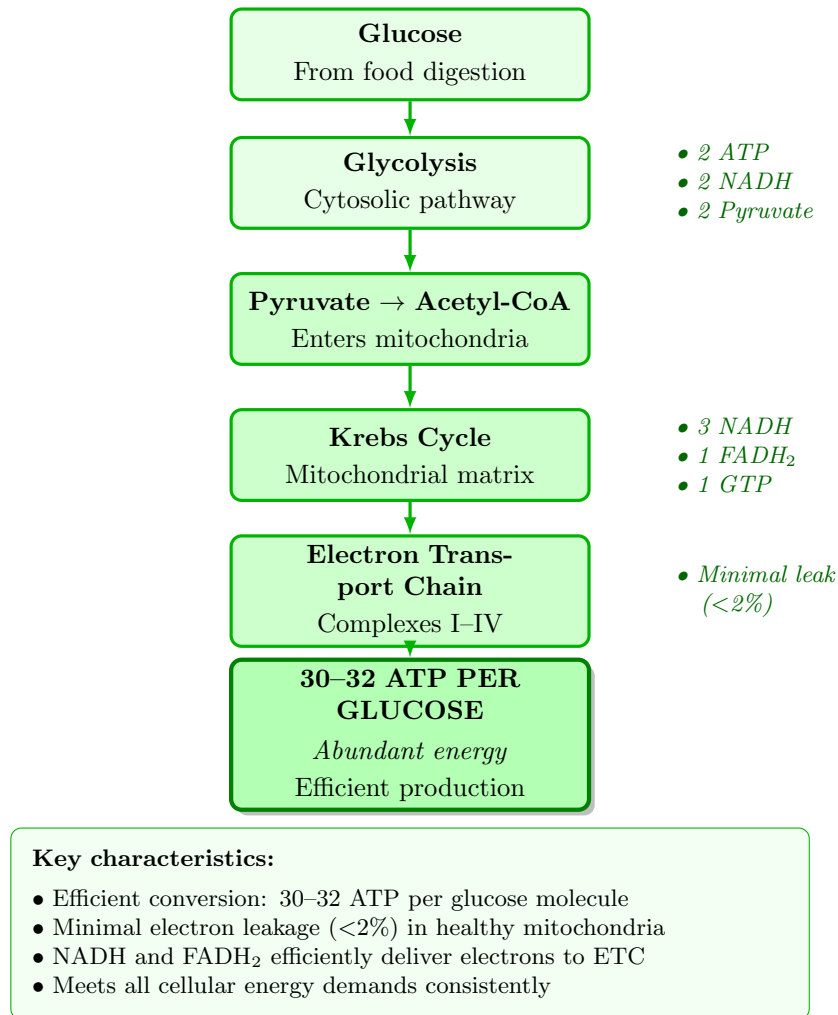 Glucose
From food digestion
Glycolysis
Cytosolic pathway
• 2 ATP
• 2 NADH
• 2 Pyruvate
Pyruvate → Acetyl-CoA
Enters mitochondria
Krebs Cycle
Mitochondrial matrix
• 3 NADH
• 1 FADH₂
• 1 GTP
Electron Trans-
port Chain
Complexes I–IV
• Minimal leak
(<2%)
30–32 ATP PER
GLUCOSE
Abundant energy
Efficient production
Key characteristics:
• Efficient conversion: 30–32 ATP per glucose molecule
• Minimal electron leakage (<2%) in healthy mitochondria
• NADH and FADH₂ efficiently deliver electrons to ETC
• Meets all cellular energy demands consistently